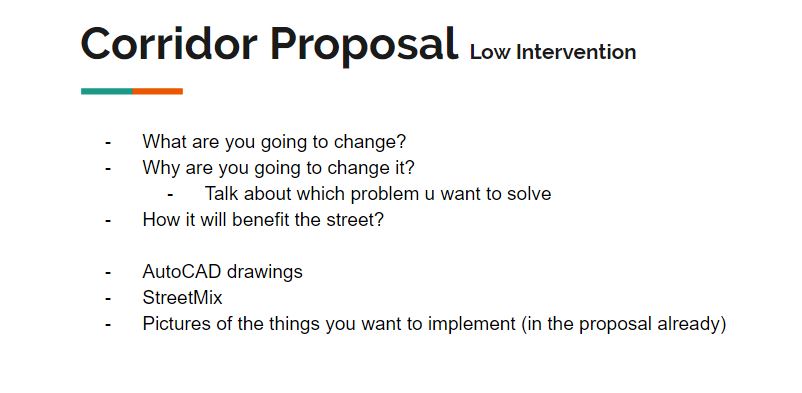 Corridor Proposal Low Intervention
- What are you going to change?
- Why are you going to change it?
- Talk about which problem u want to solve
- How it will benefit the street?
- AutoCAD drawings
- StreetMix
- Pictures of the things you want to implement (in the proposal already)